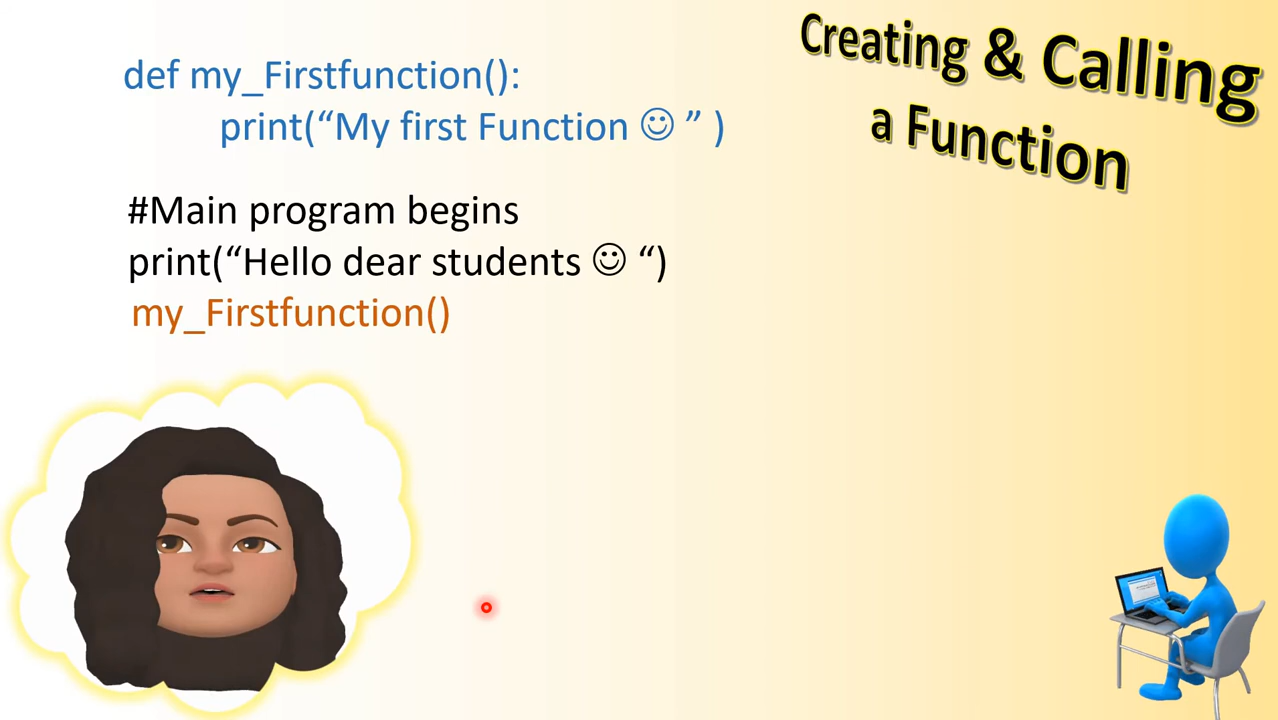 Creating & Calling
a Function
def my_Firstfunction():
print(“My first Function ☺ ” )
#Main program begins
print(“Hello dear students ☺ “)
my_Firstfunction()